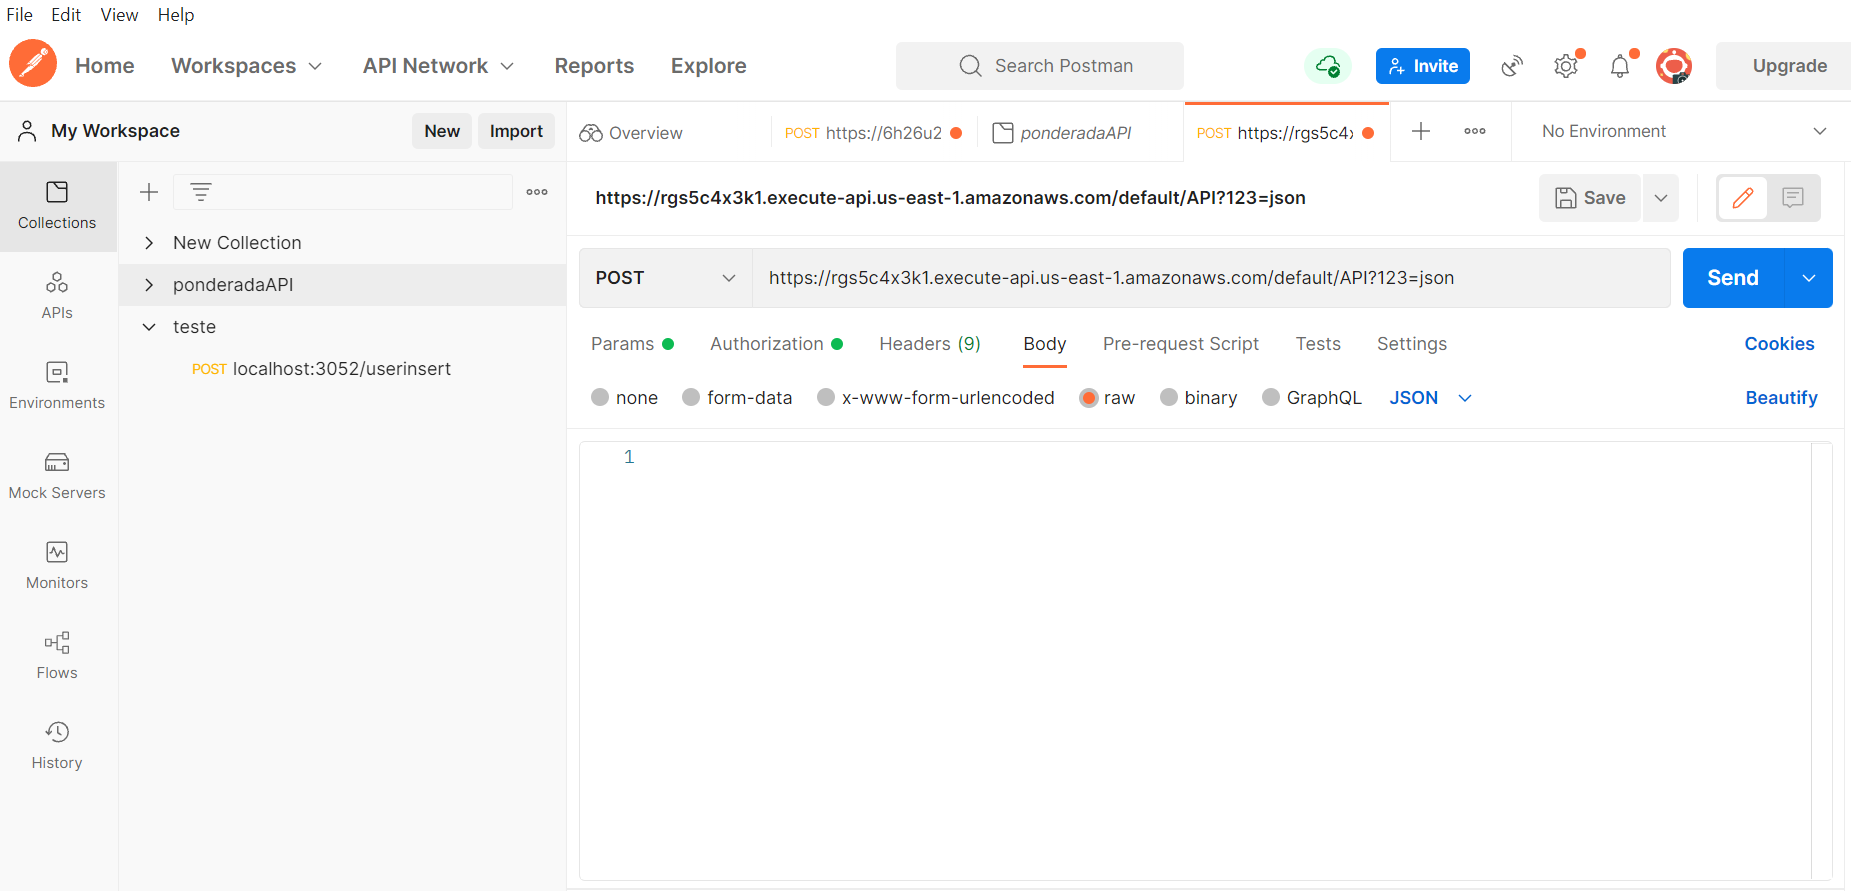 File Edit View Help
Home Workspaces API Network Reports Explore Search Postman Invite Upgrade
My Workspace New Import
Overview POST https://6h26u2 ponderadaAPI POST https://rgs5c4x No Environment
https://rgs5c4x3k1.execute-api.us-east-1.amazonaws.com/default/API?123=json Save
Collections
New Collection
ponderadaAPI
teste
POST localhost:3052/userinsert
APIs
Environments
Mock Servers
Monitors
Flows
History
POST https://rgs5c4x3k1.execute-api.us-east-1.amazonaws.com/default/API?123=json Send
Params Authorization Headers (9) Body Pre-request Script Tests Settings Cookies
none form-data x-www-form-urlencoded raw binary GraphQL JSON Beautify
1